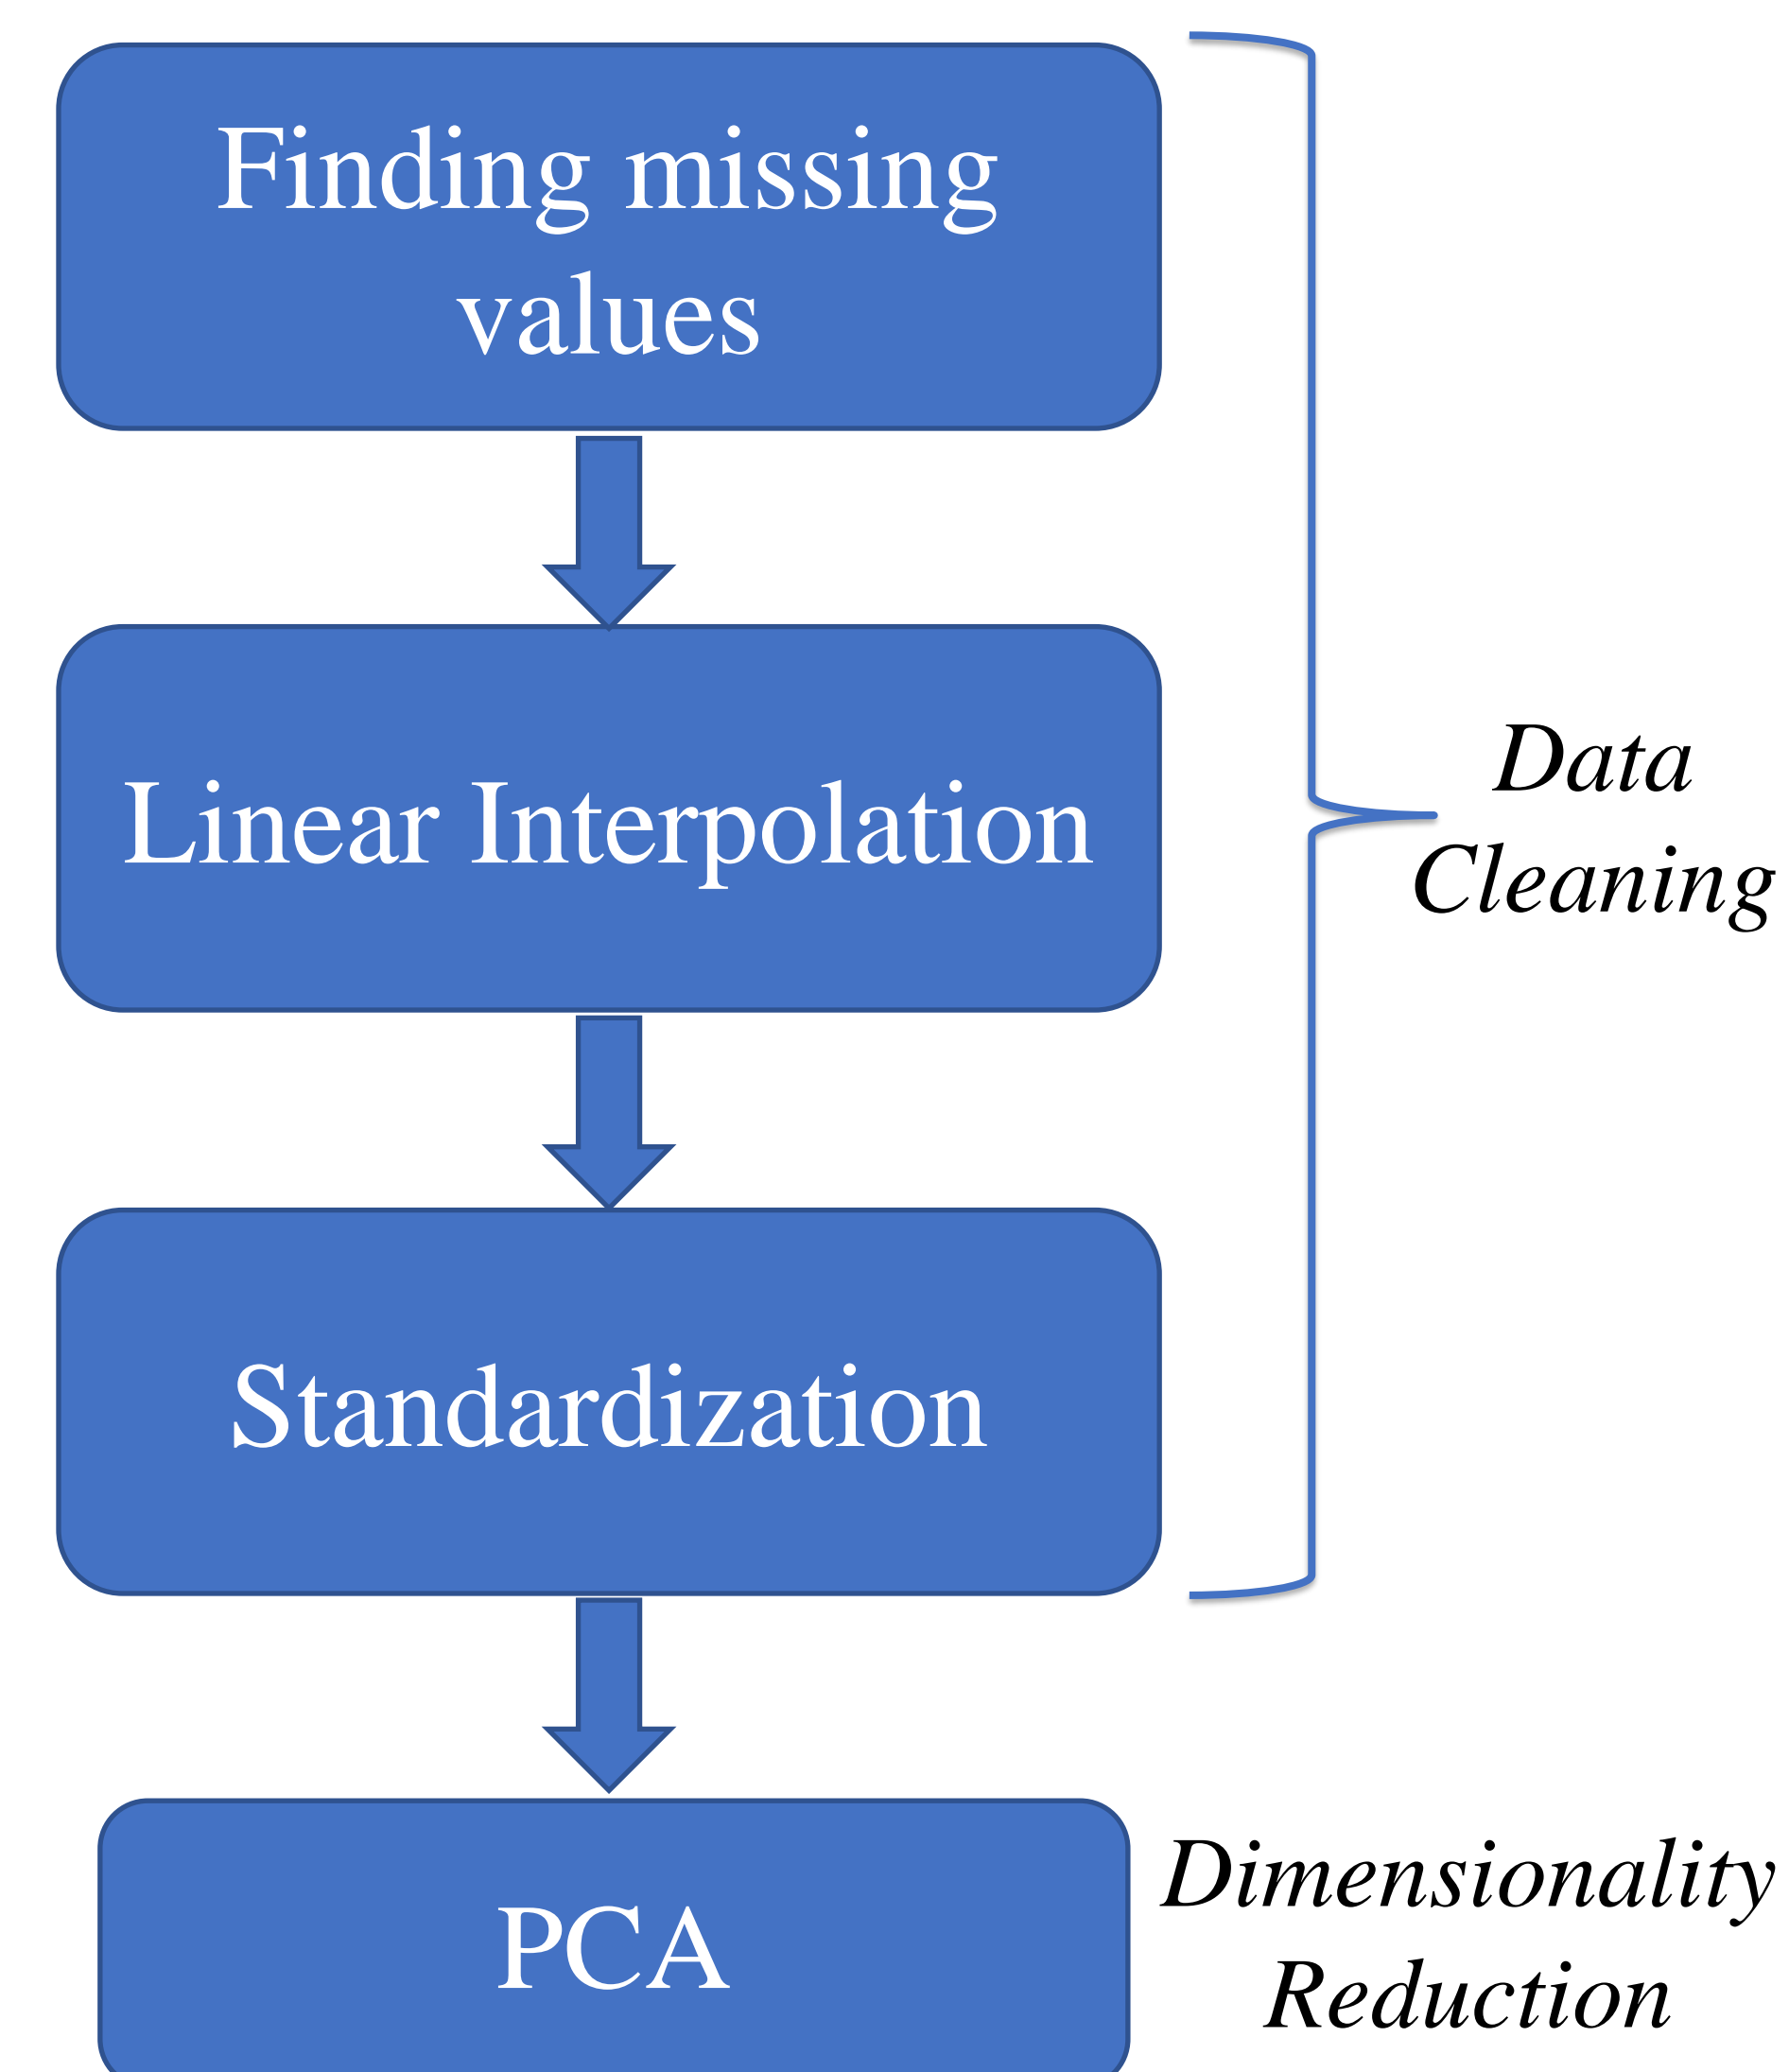 Finding missing
values
Linear Interpolation
Data
Cleaning
Standardization
PCA
Dimensionality
Reduction